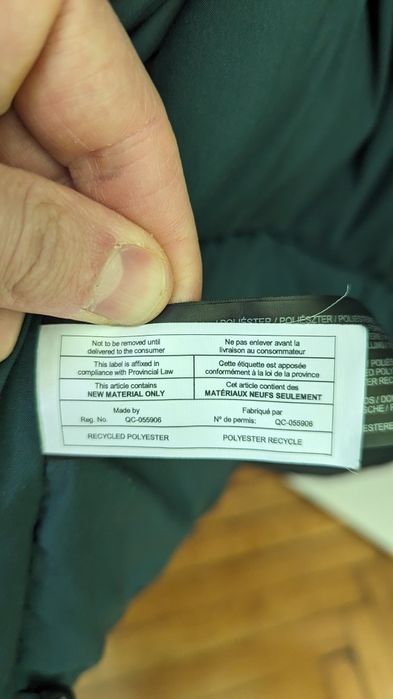 / POLIÉSTER / POLIÉSZTER / POLIEST
Not to be removed until
delivered to the consumer
Ne pas enlever avant la
livraison au consommateur
This label is affixed in
compliance with Provincial Law
Cette étiquette est apposée
conformément à la loi de la province
This article contains
NEW MATERIAL ONLY
Cet article contient des
MATÉRIAUX NEUFS SEULEMENT
Made by
Reg. No. QC-055906
Fabriqué par
N° de permis: QC-055906
RECYCLED POLYESTER
POLYESTER RECYCLE